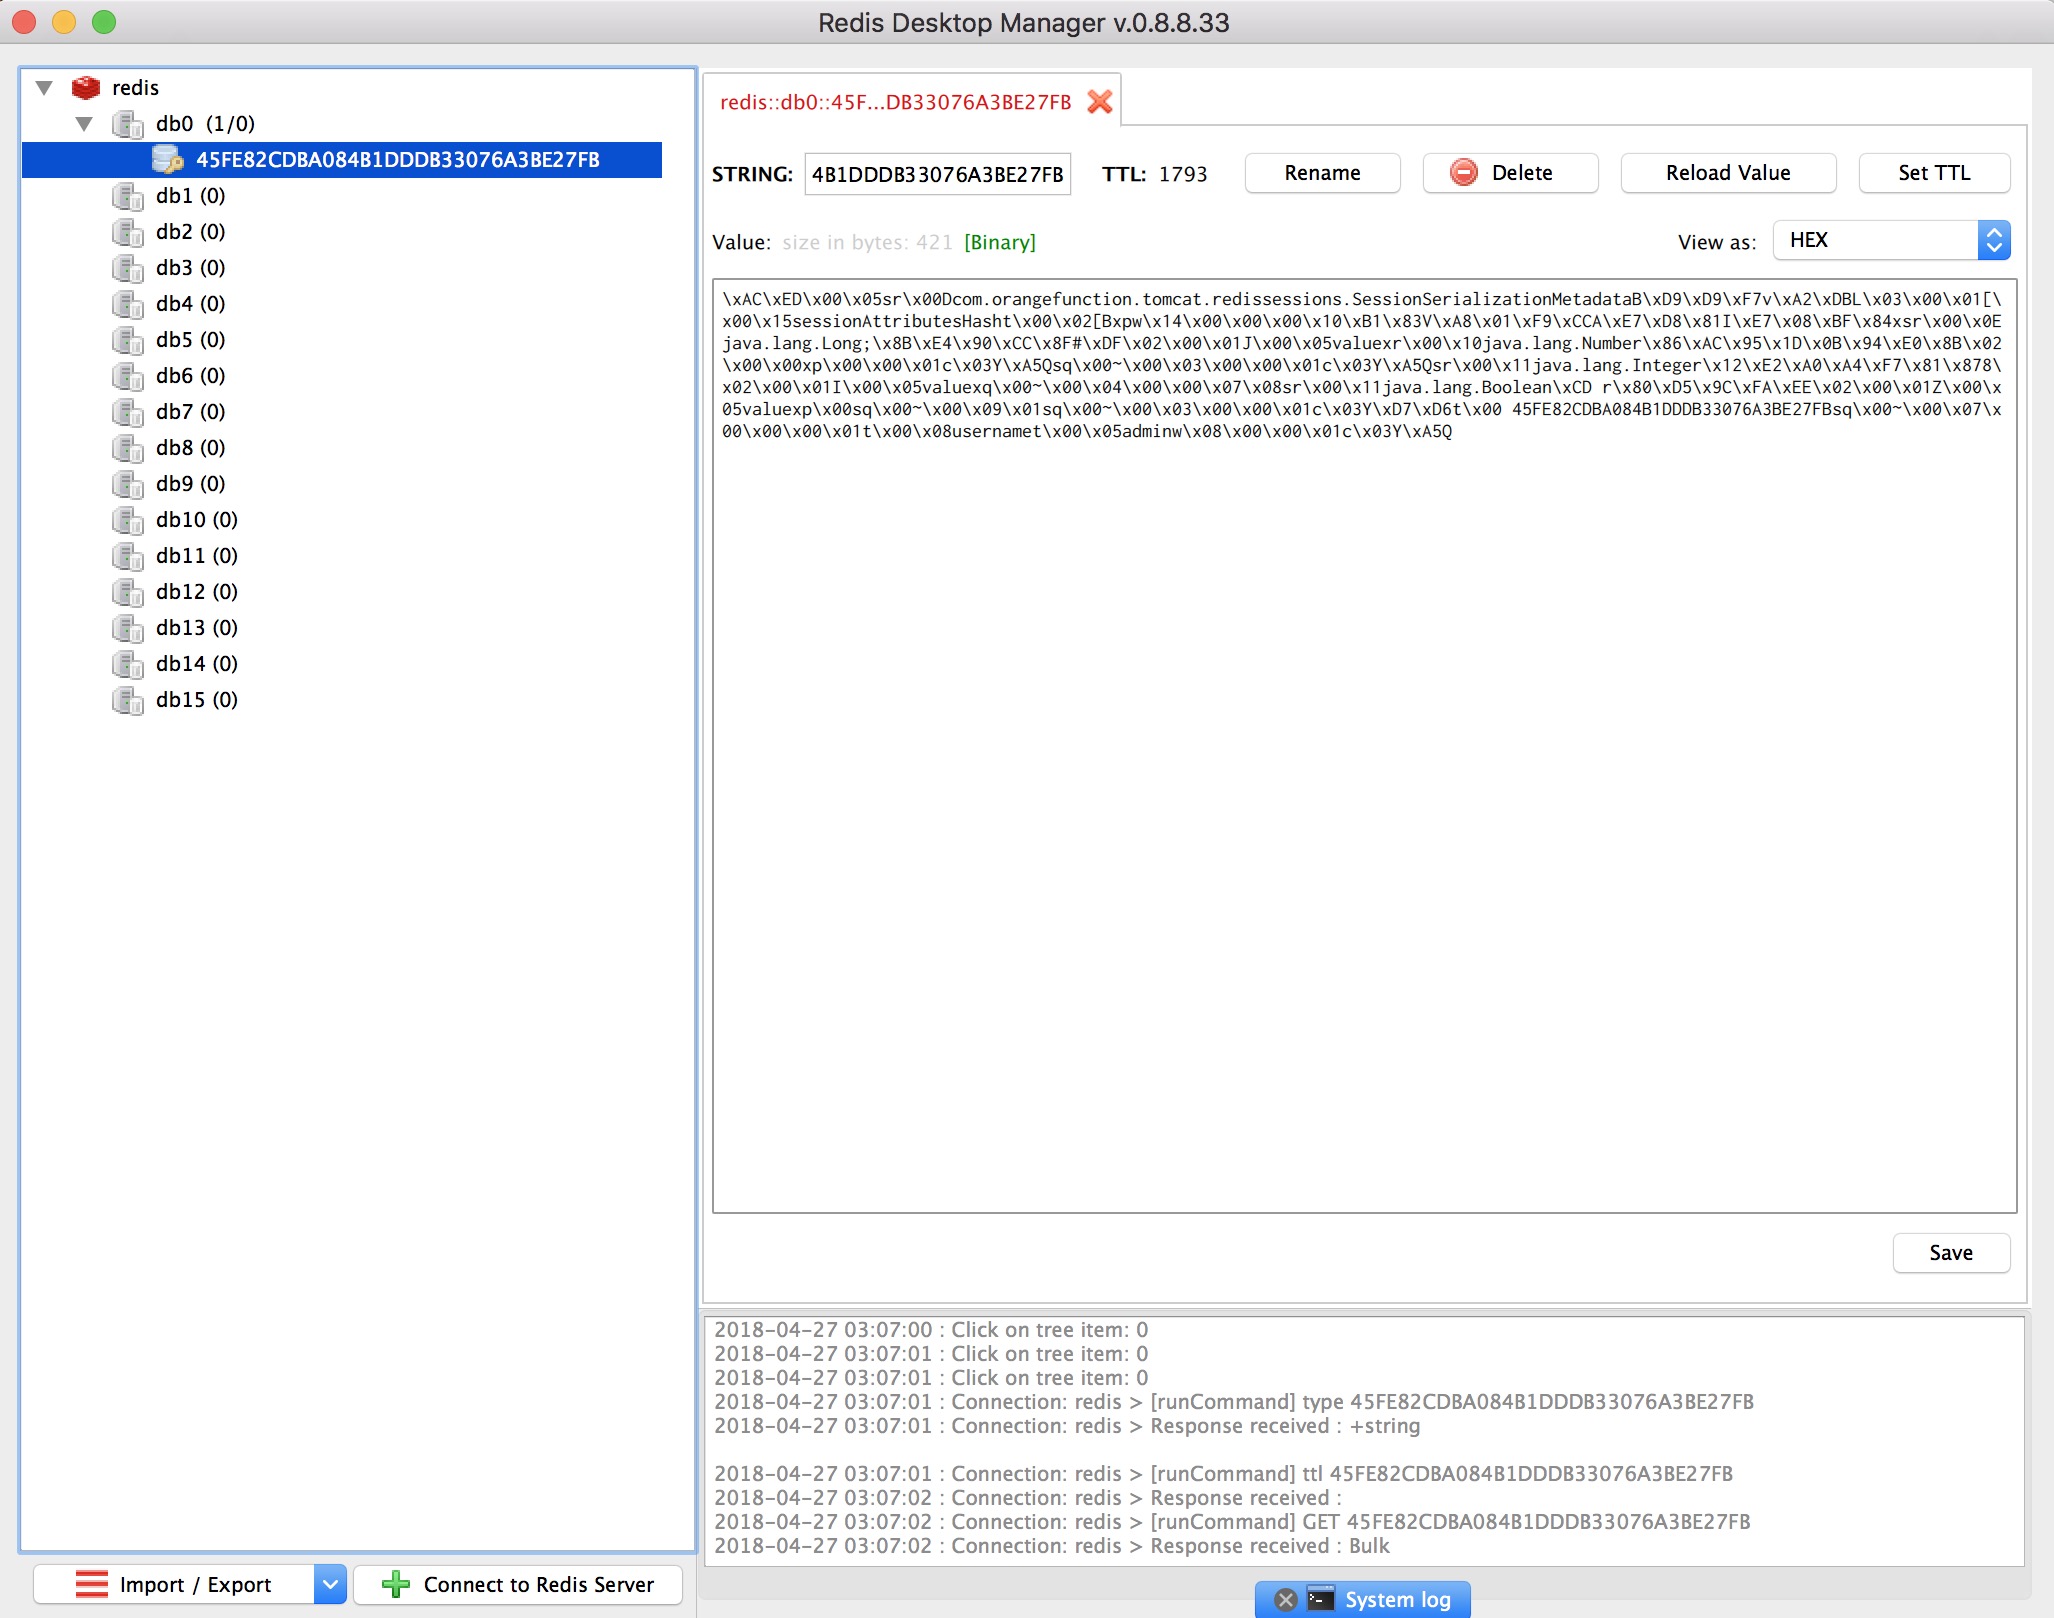 Redis Desktop Manager v.0.8.8.33
redis
db0 (1/0)
45FE82CDBA084B1DDDB33076A3BE27FB
db1 (0)
db2 (0)
db3 (0)
db4 (0)
db5 (0)
db6 (0)
db7 (0)
db8 (0)
db9 (0)
db10 (0)
db11 (0)
db12 (0)
db13 (0)
db14 (0)
db15 (0)
Import / Export
Connect to Redis Server
redis::db0::45F...DB33076A3BE27FB
STRING: 4B1DDDB33076A3BE27FB TTL: 1793 Rename Delete Reload Value Set TTL
Value: size in bytes: 421 [Binary] View as: HEX
\xAC\xED\x00\x05sr\x00Dcom.orangefunction.tomcat.redissessions.SessionSerializationMetadataB\xD9\xD9\xF7v\xA2\xDBL\x03\x00\x01[\
x00\x15sessionAttributesHasht\x00\x02[Bxpw\x14\x00\x00\x00\x10\xB1\x83V\xA8\x01\xF9\xCCA\xE7\xD8\x81I\xE7\x08\xBF\x84xsr\x00\x0E
java.lang.Long;\x8B\xE4\x90\xCC\x8F#\xDF\x02\x00\x01J\x00\x05valuexr\x00\x10java.lang.Number\x86\xAC\x95\x1D\x0B\x94\xE0\x8B\x02
\x00\x00xp\x00\x00\x01c\x03Y\xA5Qsq\x00~\x00\x03\x00\x00\x01c\x03Y\xA5Qsr\x00\x11java.lang.Integer\x12\xE2\xA0\xA4\xF7\x81\x878\
x02\x00\x01I\x00\x05valuexq\x00~\x00\x04\x00\x00\x07\x08sr\x00\x11java.lang.Boolean\xCD r\x80\xD5\x9C\xFA\xEE\x02\x00\x01Z\x00\x
05valuexp\x00sq\x00~\x00\x09\x01sq\x00~\x00\x03\x00\x00\x01c\x03Y\xD7\xD6t\x00 45FE82CDBA084B1DDDB33076A3BE27FBsq\x00~\x00\x07\x
00\x00\x00\x01t\x00\x08usernamet\x00\x05adminw\x08\x00\x00\x01c\x03Y\xA5Q
Save
2018-04-27 03:07:00 : Click on tree item: 0
2018-04-27 03:07:01 : Click on tree item: 0
2018-04-27 03:07:01 : Click on tree item: 0
2018-04-27 03:07:01 : Connection: redis > [runCommand] type 45FE82CDBA084B1DDDB33076A3BE27FB
2018-04-27 03:07:01 : Connection: redis > Response received : +string
2018-04-27 03:07:01 : Connection: redis > [runCommand] ttl 45FE82CDBA084B1DDDB33076A3BE27FB
2018-04-27 03:07:02 : Connection: redis > Response received :
2018-04-27 03:07:02 : Connection: redis > [runCommand] GET 45FE82CDBA084B1DDDB33076A3BE27FB
2018-04-27 03:07:02 : Connection: redis > Response received : Bulk
System log